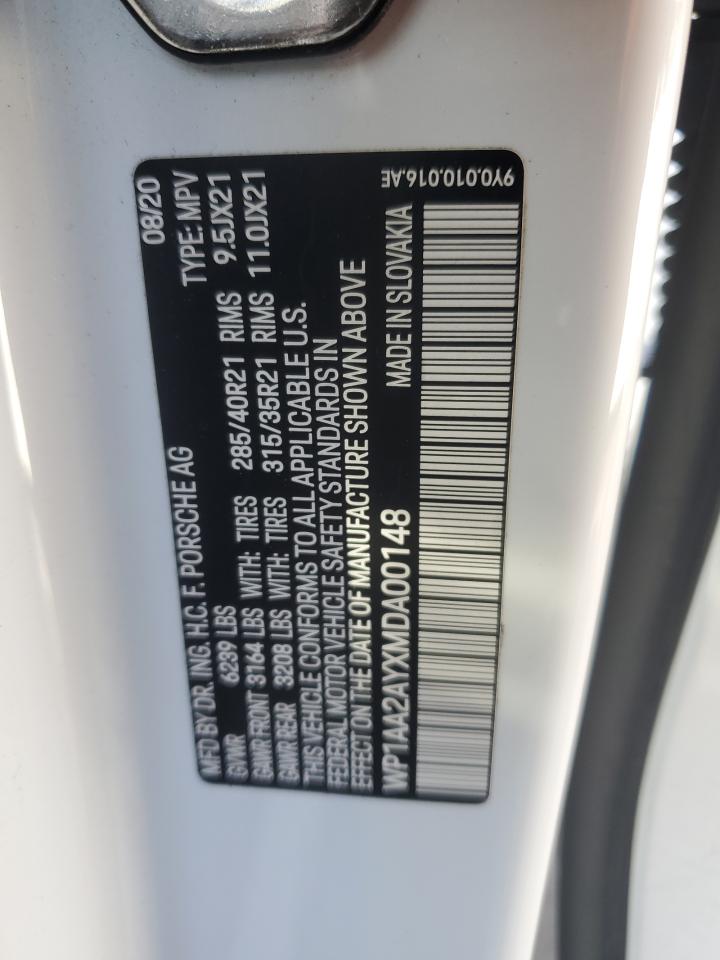 MFD BY DR. ING. H.C. F. PORSCHE AG 08/20
GVWR 6239 LBS TYPE: MPV
GAWR FRONT 3164 LBS WITH: TIRES 285/40R21 RIMS 9.5JX21
GAWR REAR 3208 LBS WITH: TIRES 315/35R21 RIMS 11.0JX21
THIS VEHICLE CONFORMS TO ALL APPLICABLE U.S.
FEDERAL MOTOR VEHICLE SAFETY STANDARDS IN
EFFECT ON THE DATE OF MANUFACTURE SHOWN ABOVE
WP1AA2AYXMDA00148 MADE IN SLOVAKIA
9Y0.010.016.AE